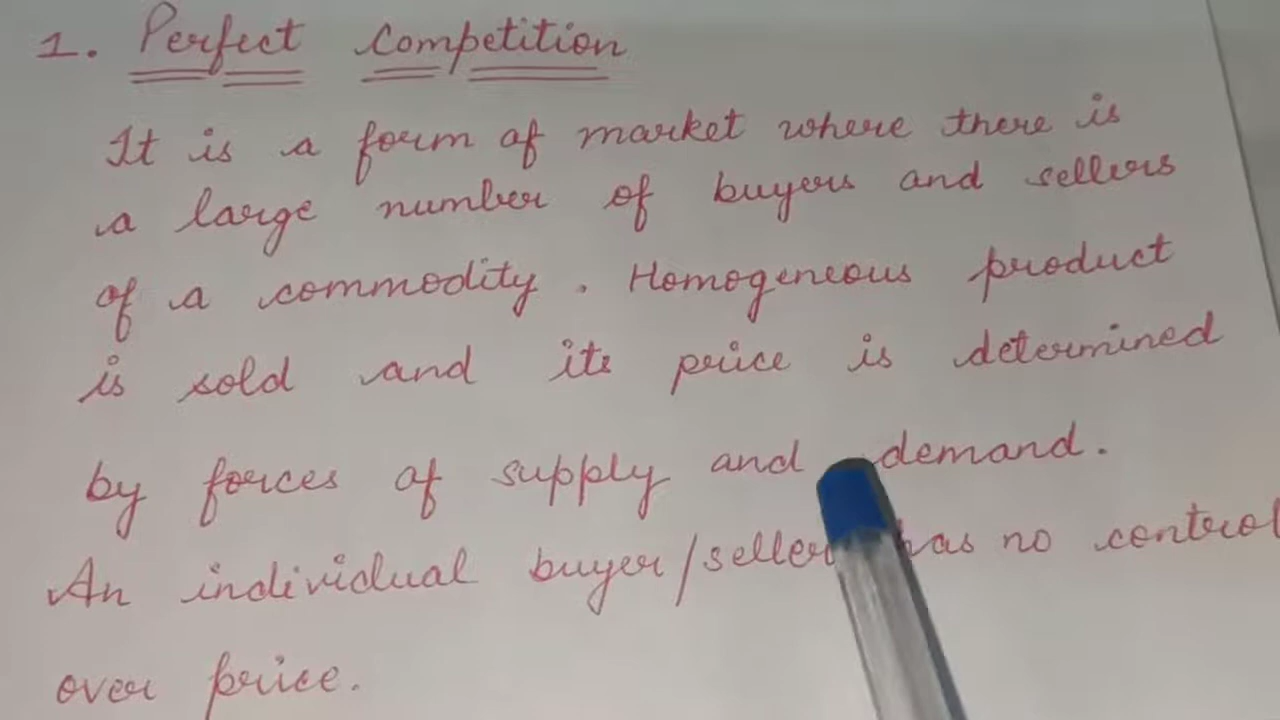 1. Perfect Competition
It is a form of market where there is
a large number of buyers and sellers
of a commodity. Homogeneous product
is sold and its price is determined
by forces of supply and demand.
An individual buyer/seller has no control
over price.